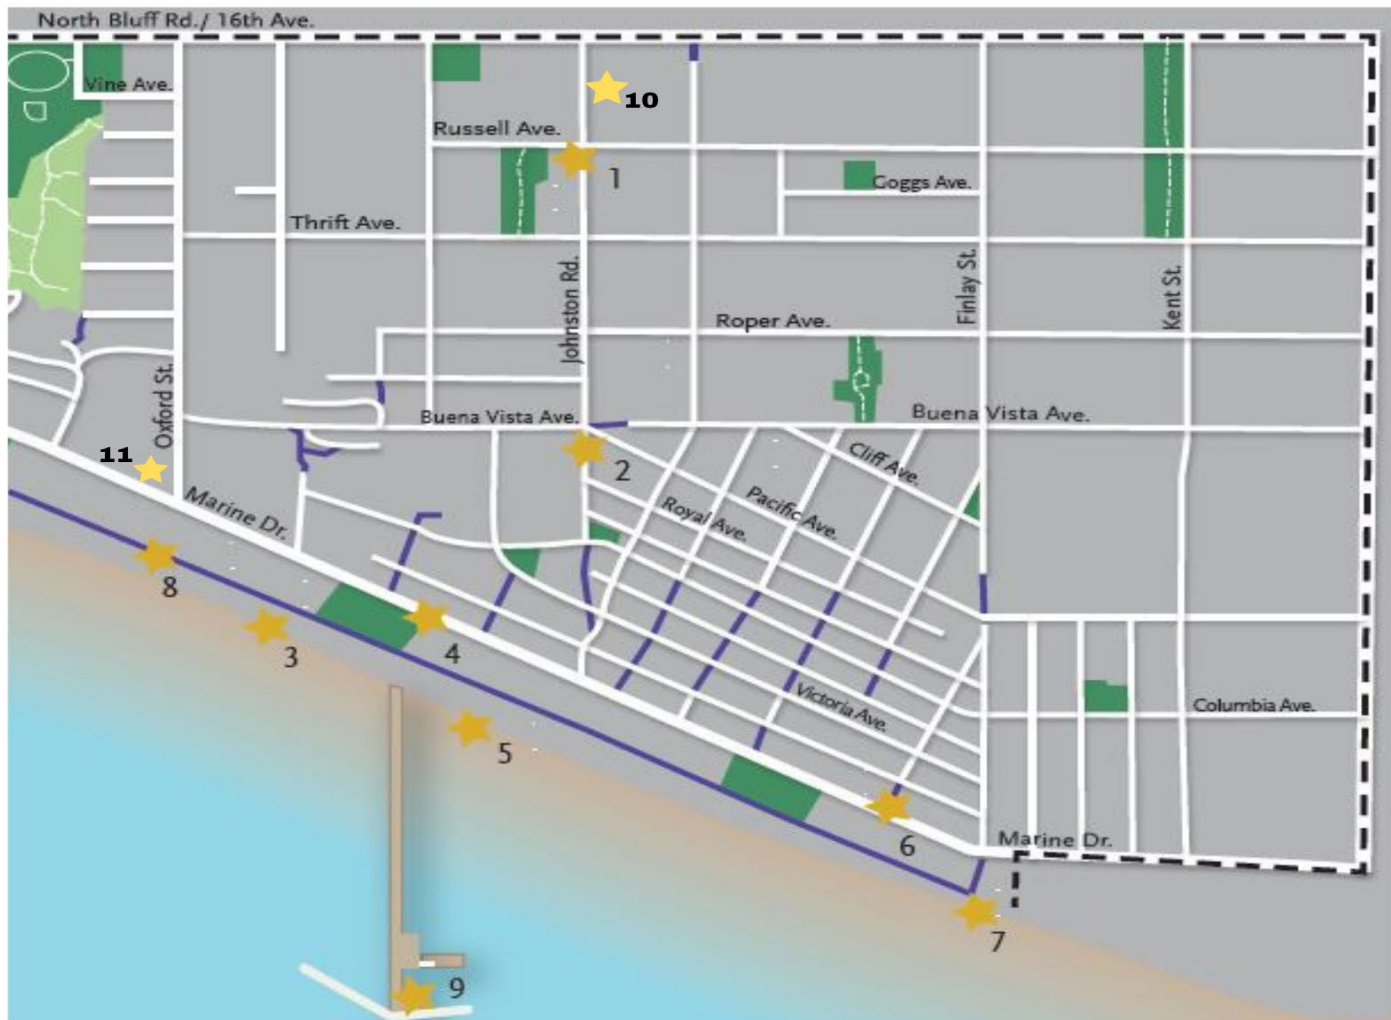 North Bluff Rd./ 16th Ave.
Vine Ave.
10
Russell Ave.
1
Goggs Ave.
Thrift Ave.
Johnston Rd.
Finlay St.
Kent St.
Roper Ave.
Oxford St.
Buena Vista Ave.
Buena Vista Ave.
11
2
Cliff Ave.
Marine Dr.
Royal Ave.
Pacific Ave.
8
3
4
Victoria Ave.
Columbia Ave.
5
6
Marine Dr.
7
9